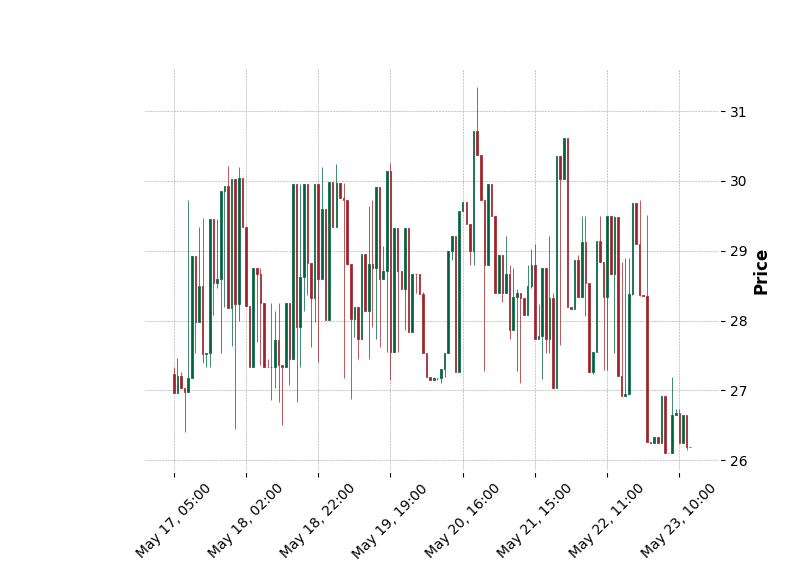 31
30
29
28
27
26
Price
May 17, 05:00
May 18, 02:00
May 18, 22:00
May 19, 19:00
May 20, 16:00
May 21, 15:00
May 22, 11:00
May 23, 10:00